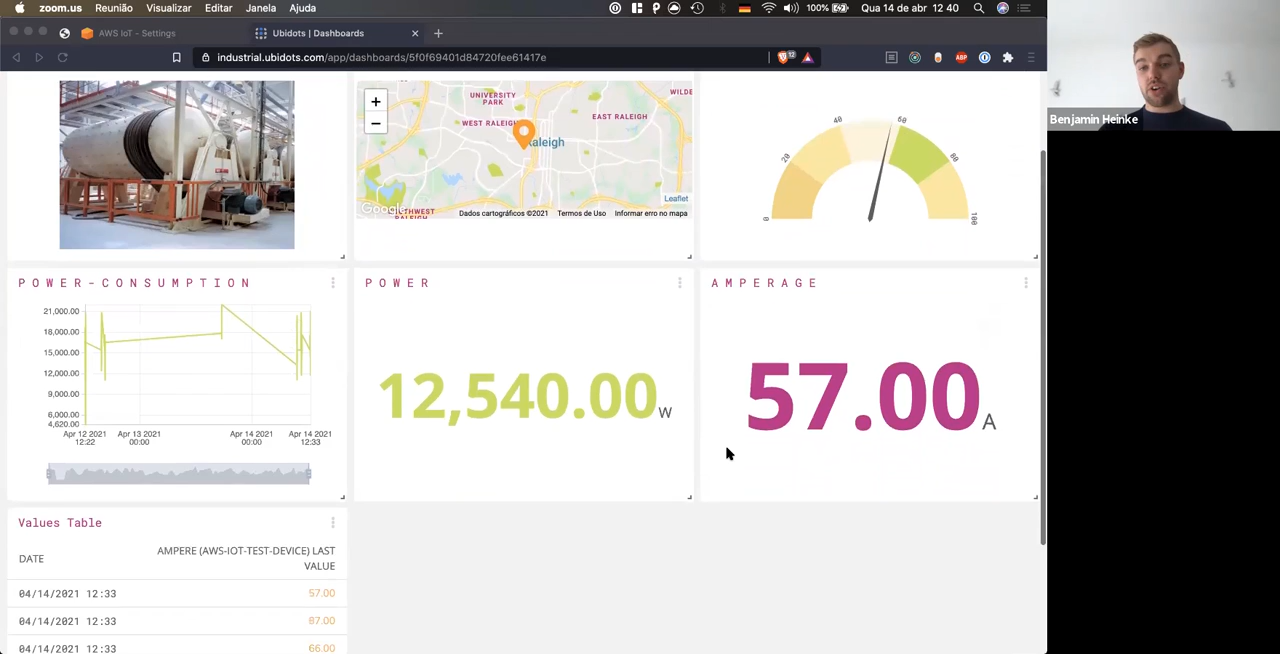 zoom.us Reunião Visualizar Editar Janela Ajuda 100% Qua 14 de abr 12 40
AWS IoT - Settings
Ubidots | Dashboards
industrial.ubidots.com/app/dashboards/5f0f69401d84720fee61417e
12
ABP
Benjamin Heinke
+
−
UNIVERSITY
PARK
WEST RALEIGH
EAST RALEIGH
WILDE
Raleigh
Leaflet
Google
SOUTHWEST
RALEIGH
Dados cartográficos ©2021 Termos de Uso Informar erro no mapa
0
20
40
60
80
100
POWER-CONSUMPTION
21,000.00
18,000.00
15,000.00
12,000.00
9,000.00
6,000.00
4,620.00
Apr 12 2021
12:22
Apr 13 2021
00:00
Apr 14 2021
00:00
Apr 14 2021
12:33
POWER
12,540.00 W
AMPERAGE
57.00 A
Values Table
DATE
AMPERE (AWS-IOT-TEST-DEVICE) LAST
VALUE
04/14/2021 12:33 57.00
04/14/2021 12:33 87.00
04/14/2021 12:33 66.00